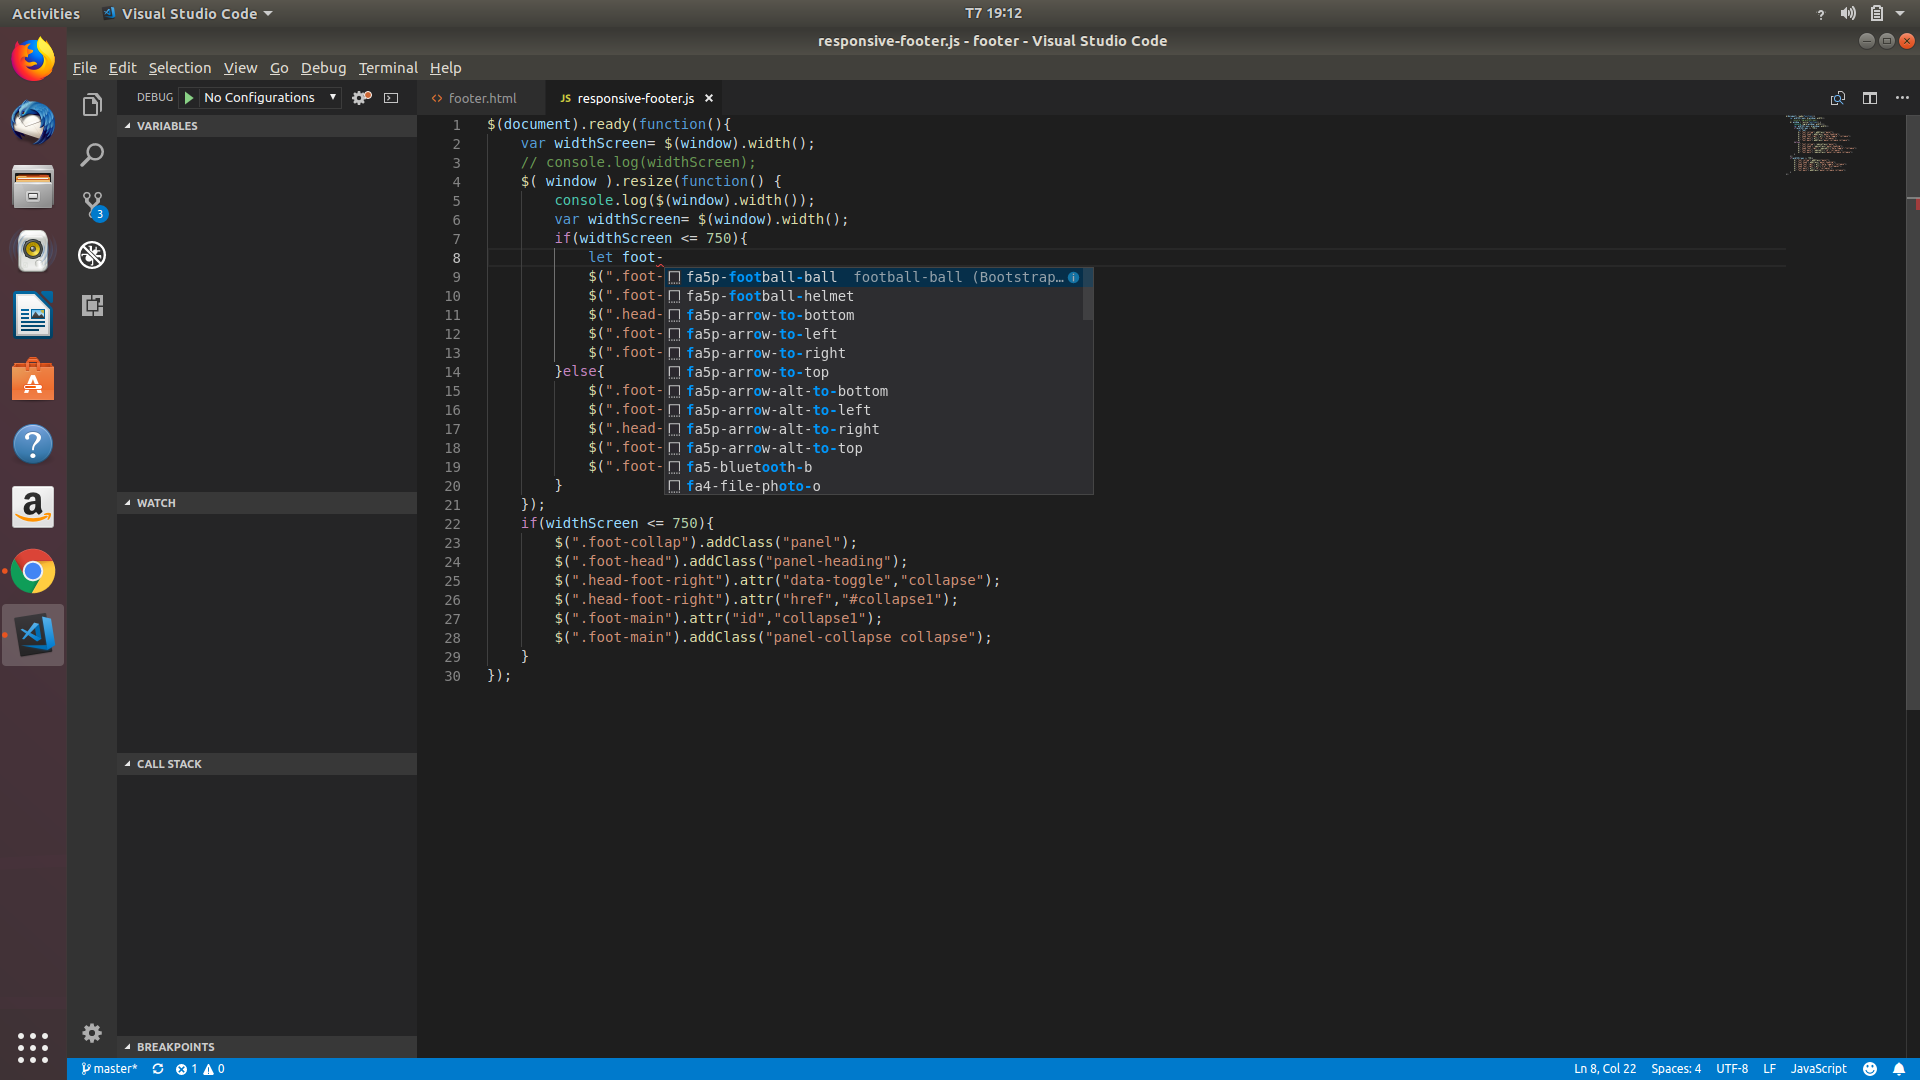 Activities
Visual Studio Code
T7 19:12
responsive-footer.js - footer - Visual Studio Code
File Edit Selection View Go Debug Terminal Help
DEBUG No Configurations
footer.html
JS responsive-footer.js
VARIABLES
WATCH
CALL STACK
BREAKPOINTS
3
1 $(document).ready(function(){
2 var widthScreen= $(window).width();
3 // console.log(widthScreen);
4 $( window ).resize(function() {
5 console.log($(window).width());
6 var widthScreen= $(window).width();
7 if(widthScreen <= 750){
8 let foot-
9 $(".foot-
10 $(".foot-
11 $(".head-
12 $(".foot-
13 $(".foot-
14 }else{
15 $(".foot-
16 $(".foot-
17 $(".head-
18 $(".foot-
19 $(".foot-
20 }
21 });
22 if(widthScreen <= 750){
23 $(".foot-collap").addClass("panel");
24 $(".foot-head").addClass("panel-heading");
25 $(".head-foot-right").attr("data-toggle","collapse");
26 $(".head-foot-right").attr("href","#collapse1");
27 $(".foot-main").attr("id","collapse1");
28 $(".foot-main").addClass("panel-collapse collapse");
29 }
30 });
fa5p-football-ball football-ball (Bootstrap…
fa5p-football-helmet
fa5p-arrow-to-bottom
fa5p-arrow-to-left
fa5p-arrow-to-right
fa5p-arrow-to-top
fa5p-arrow-alt-to-bottom
fa5p-arrow-alt-to-left
fa5p-arrow-alt-to-right
fa5p-arrow-alt-to-top
fa5-bluetooth-b
fa4-file-photo-o
master* 1 0
Ln 8, Col 22 Spaces: 4 UTF-8 LF JavaScript